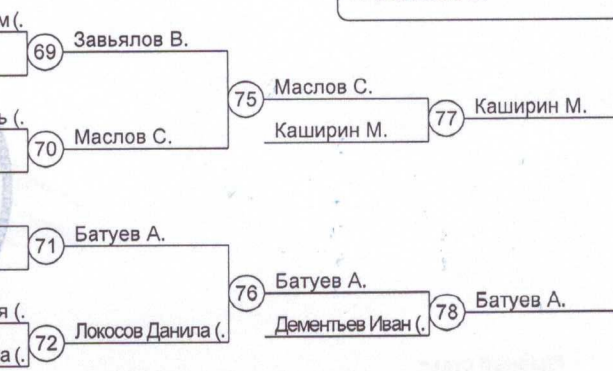 м (.
69 Завьялов В.
75 Маслов С.
77 Каширин М.
Каширин М.
ь (.
70 Маслов С.
71 Батуев А.
76 Батуев А.
78 Батуев А.
Дементьев Иван (.
я (.
72 Локосов Данила (.
а (.